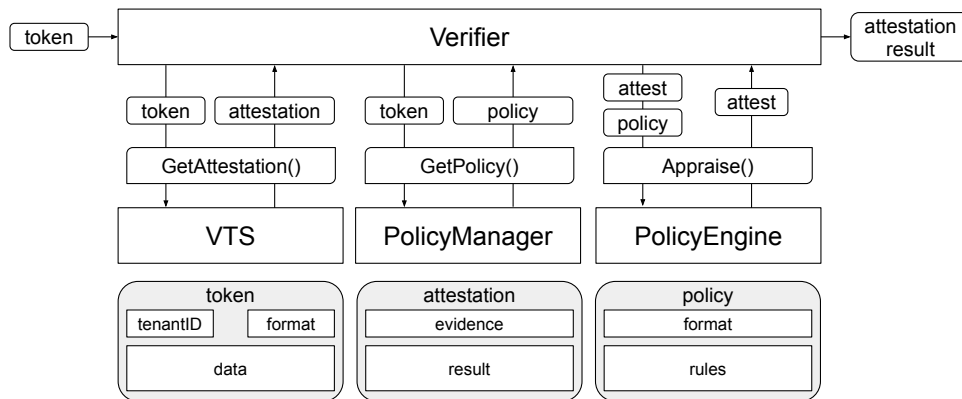 token
Verifier
attestation
result
token
attestation
token
policy
attest
policy
attest
GetAttestation()
GetPolicy()
Appraise()
VTS
PolicyManager
PolicyEngine
token
tenantID
format
data
attestation
evidence
result
policy
format
rules